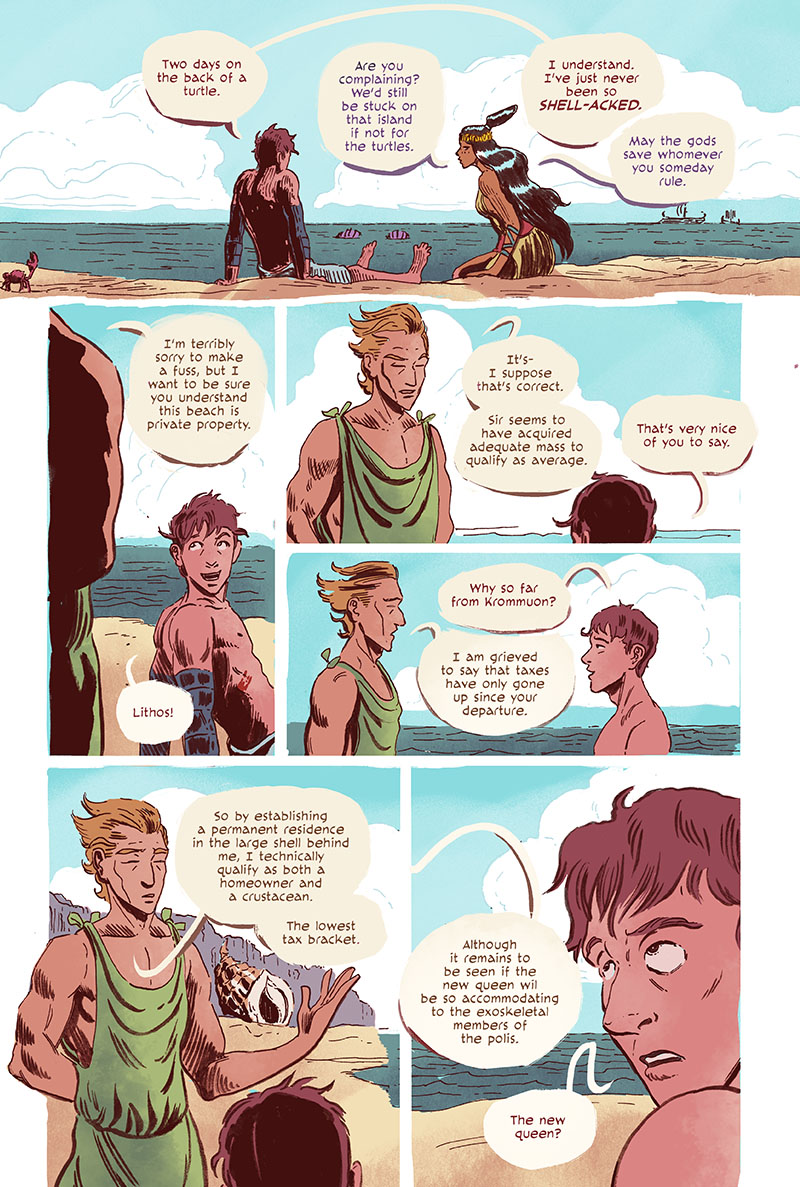 Two days on
the back of a
turtle.
Are you
complaining?
We'd still
be stuck on
that island
if not for
the turtles.
I understand.
I've just never
been so
SHELL-ACKED.
May the gods
save whomever
you someday
rule.
I'm terribly
sorry to make
a fuss, but I
want to be sure
you understand
this beach is
private property.
Lithos!
It's-
I suppose
that's correct.
Sir seems to
have acquired
adequate mass to
qualify as average.
That's very nice
of you to say.
Why so far
from Krommuon?
I am grieved
to say that taxes
have only gone
up since your
departure.
So by establishing
a permanent residence
in the large shell behind
me, I technically
qualify as both a
homeowner and
a crustacean.
The lowest
tax bracket.
Although
it remains to
be seen if the
new queen wil
be so accommodating
to the exoskeletal
members of
the polis.
The new
queen?